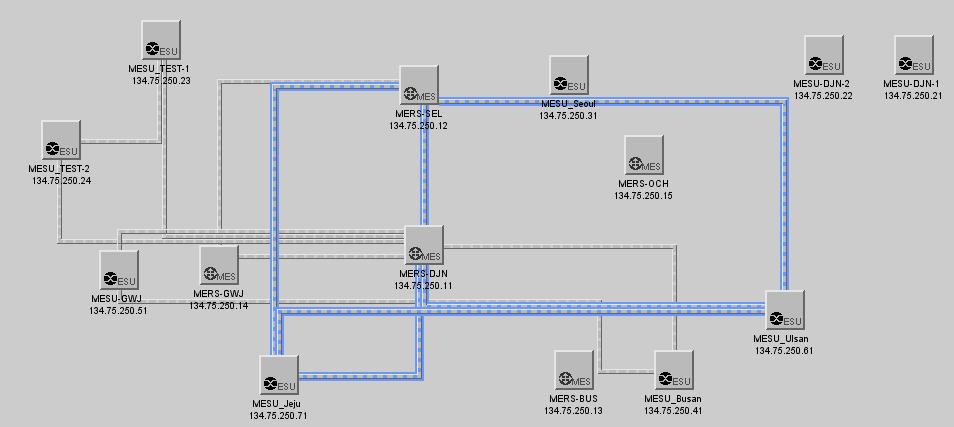 ESU
MESU_TEST-1
134.75.250.23
ESU
MESU_TEST-2
134.75.250.24
MES
MERS-SEL
134.75.250.12
ESU
MESU_Seoul
134.75.250.31
ESU
MESU-DJN-2
134.75.250.22
ESU
MESU-DJN-1
134.75.250.21
MES
MERS-OCH
134.75.250.15
ESU
MESU-GWJ
134.75.250.51
MES
MERS-GWJ
134.75.250.14
MES
MERS-DJN
134.75.250.11
ESU
MESU_Ulsan
134.75.250.61
ESU
MESU_Jeju
134.75.250.71
MES
MERS-BUS
134.75.250.13
ESU
MESU_Busan
134.75.250.41